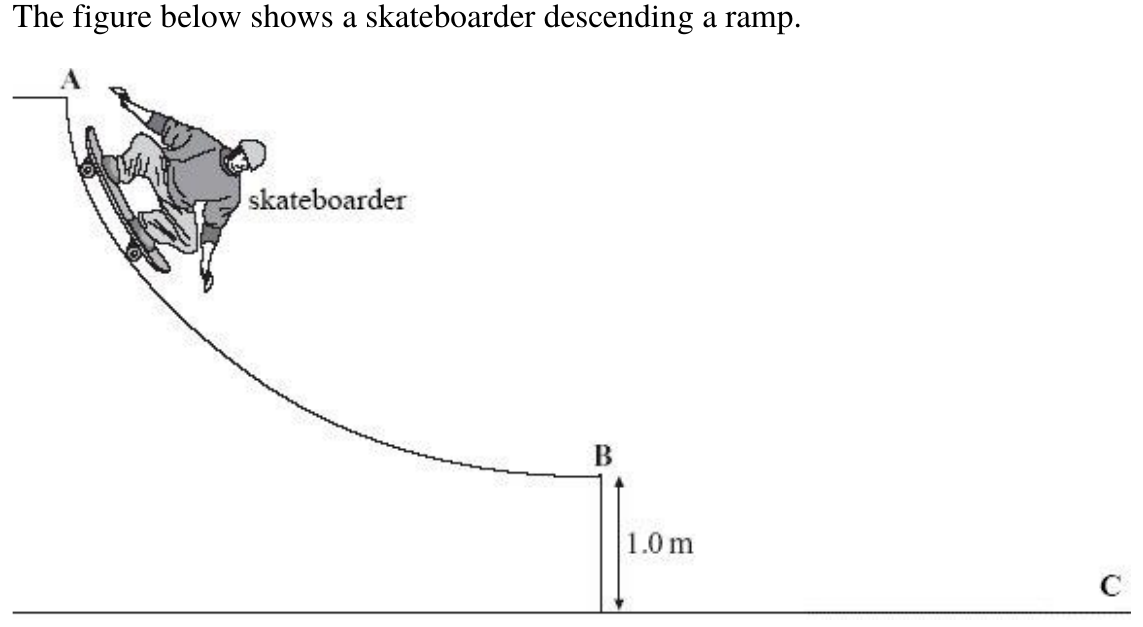 The figure below shows a skateboarder descending a ramp.
A
skateboarder
B
1.0 m
C